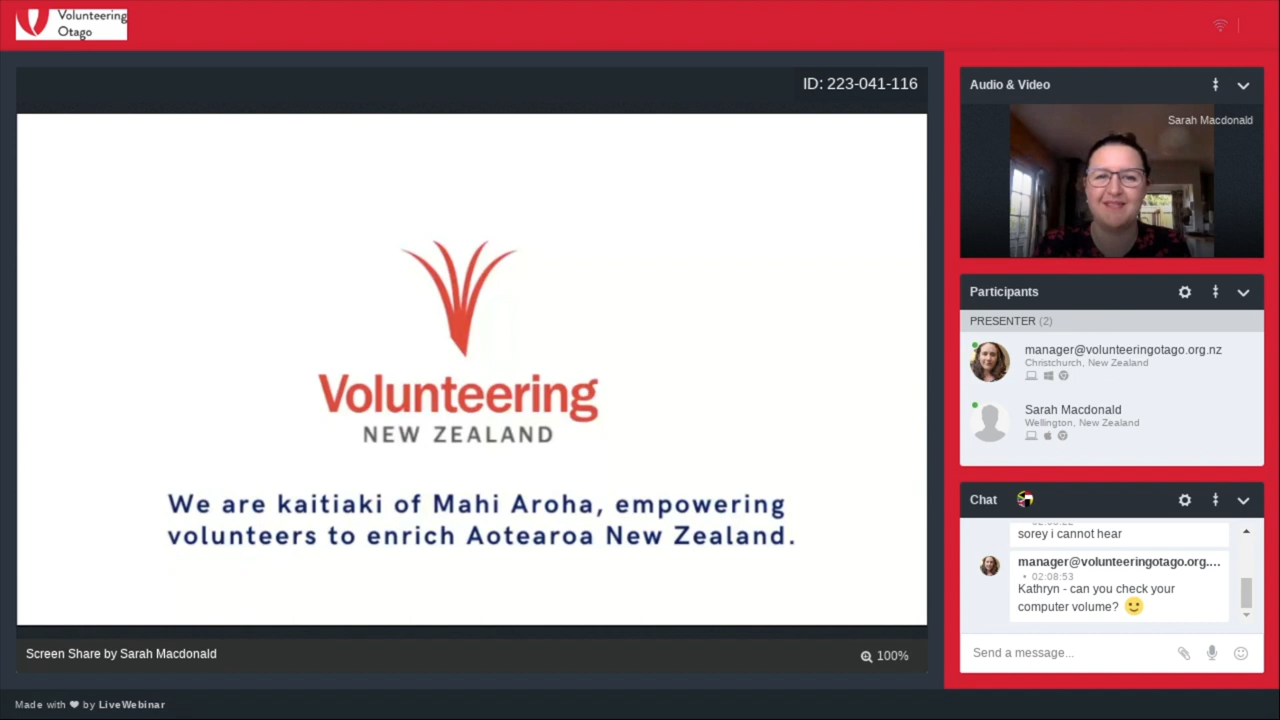 Volunteering
Otago
ID: 223-041-116
Volunteering
NEW ZEALAND
We are kaitiaki of Mahi Aroha, empowering
volunteers to enrich Aotearoa New Zealand.
Screen Share by Sarah Macdonald
100%
Made with ❤ by LiveWebinar
Audio & Video
Sarah Macdonald
Participants
PRESENTER (2)
manager@volunteeringotago.org.nz
Christchurch, New Zealand
Sarah Macdonald
Wellington, New Zealand
Chat
sorey i cannot hear
manager@volunteeringotago.org....
• 02:08:53
Kathryn - can you check your
computer volume? 🙂
Send a message...